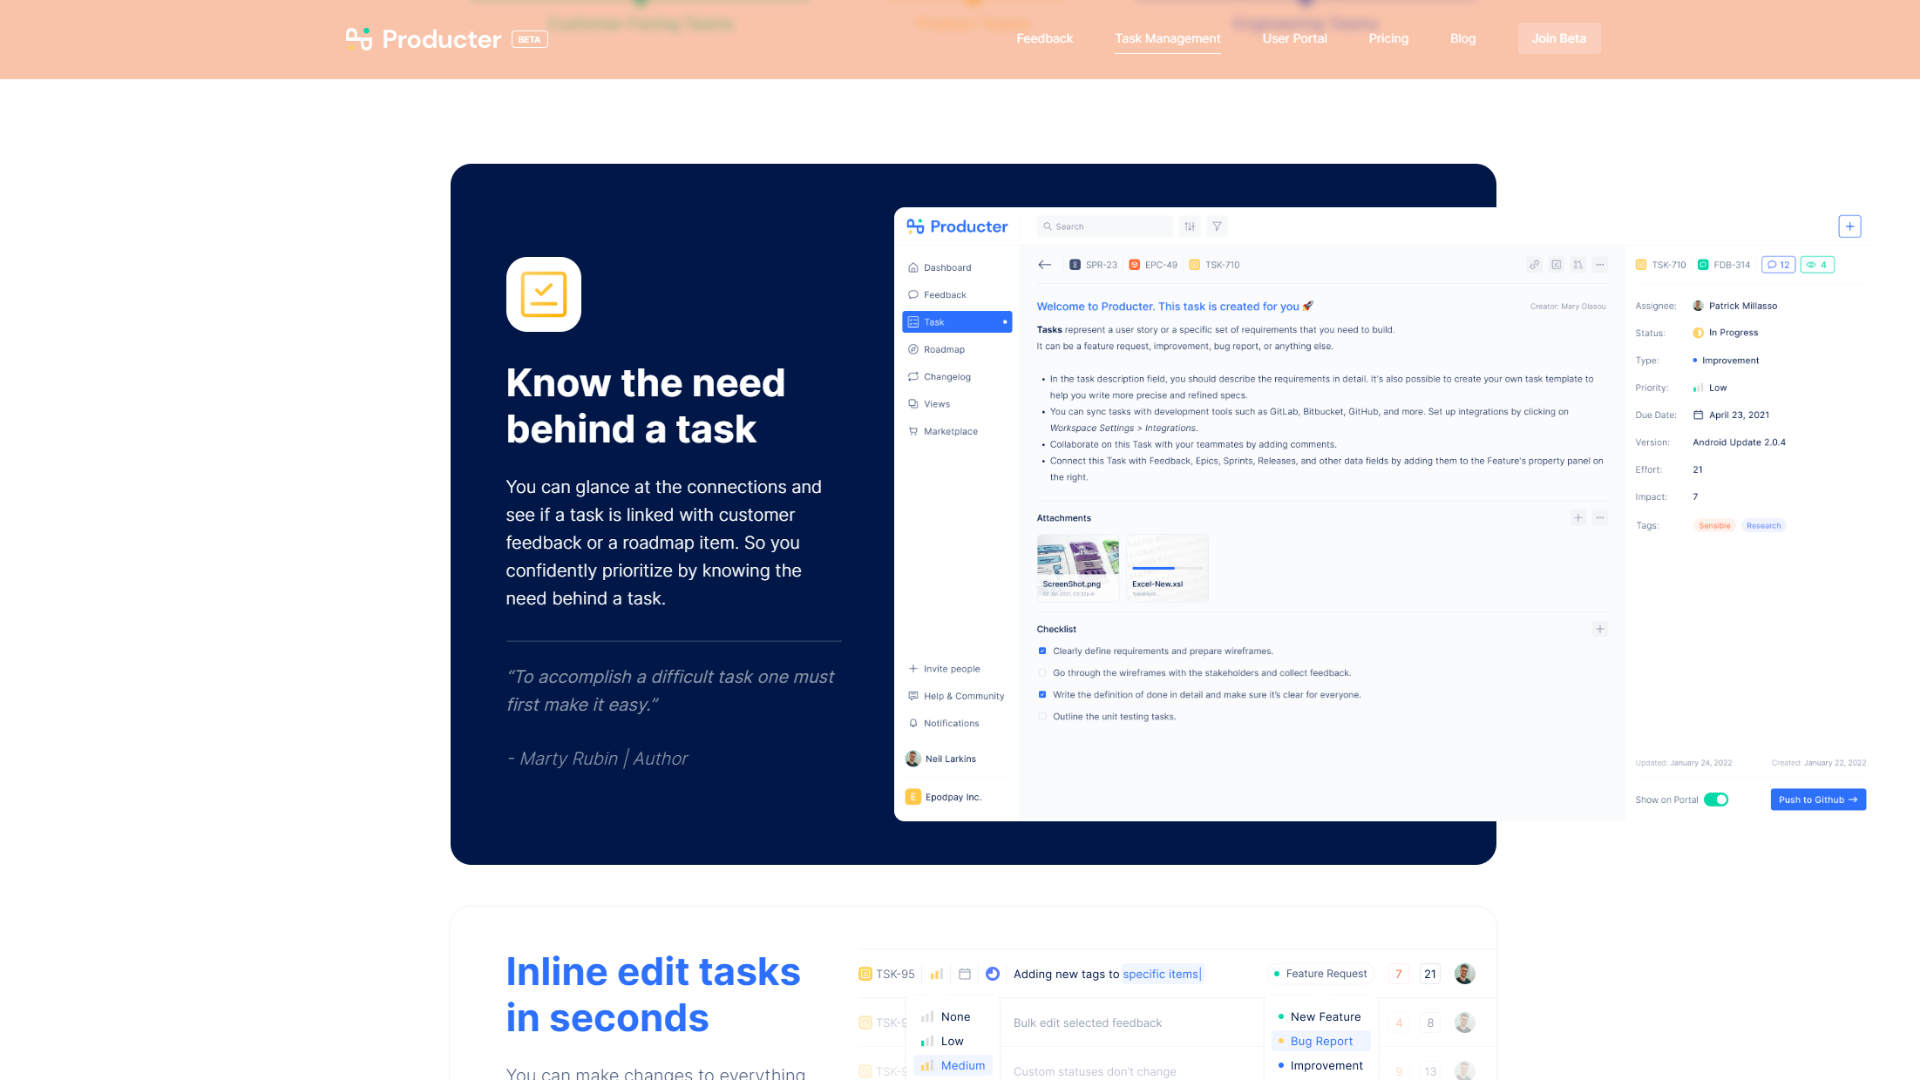 Customer-Facing Teams
Product Teams
Engineering Teams
Producter BETA
Feedback
Task Management
User Portal
Pricing
Blog
Join Beta
Know the need
behind a task
You can glance at the connections and
see if a task is linked with customer
feedback or a roadmap item. So you
confidently prioritize by knowing the
need behind a task.
“To accomplish a difficult task one must
first make it easy.”
- Marty Rubin | Author
Producter
Search
Dashboard
Feedback
Task
Roadmap
Changelog
Views
Marketplace
Invite people
Help & Community
Notifications
Neil Larkins
E Epodpay Inc.
SPR-23 EPC-49 TSK-710
Welcome to Producter. This task is created for you 🚀
Creator: Mary Olasou
Tasks represent a user story or a specific set of requirements that you need to build.
It can be a feature request, improvement, bug report, or anything else.
• In the task description field, you should describe the requirements in detail. It's also possible to create your own task template to
help you write more precise and refined specs.
• You can sync tasks with development tools such as GitLab, Bitbucket, GitHub, and more. Set up integrations by clicking on
Workspace Settings > Integrations.
• Collaborate on this Task with your teammates by adding comments.
• Connect this Task with Feedback, Epics, Sprints, Releases, and other data fields by adding them to the Feature's property panel on
the right.
Attachments
ScreenShot.png
Excel-New.xsl
Checklist
Clearly define requirements and prepare wireframes.
Go through the wireframes with the stakeholders and collect feedback.
Write the definition of done in detail and make sure it's clear for everyone.
Outline the unit testing tasks.
TSK-710 FDB-314 12 4
Assignee: Patrick Millasso
Status: In Progress
Type: Improvement
Priority: Low
Due Date: April 23, 2021
Version: Android Update 2.0.4
Effort: 21
Impact: 7
Tags: Sensible Research
Updated: January 24, 2022
Created: January 22, 2022
Show on Portal
Push to Github →
Inline edit tasks
in seconds
You can make changes to everything
TSK-95 Adding new tags to specific items| Feature Request 7 21
TSK-9 Bulk edit selected feedback 4 8
TSK-9 Custom statuses don't change 9 13
None
Low
Medium
New Feature
Bug Report
Improvement